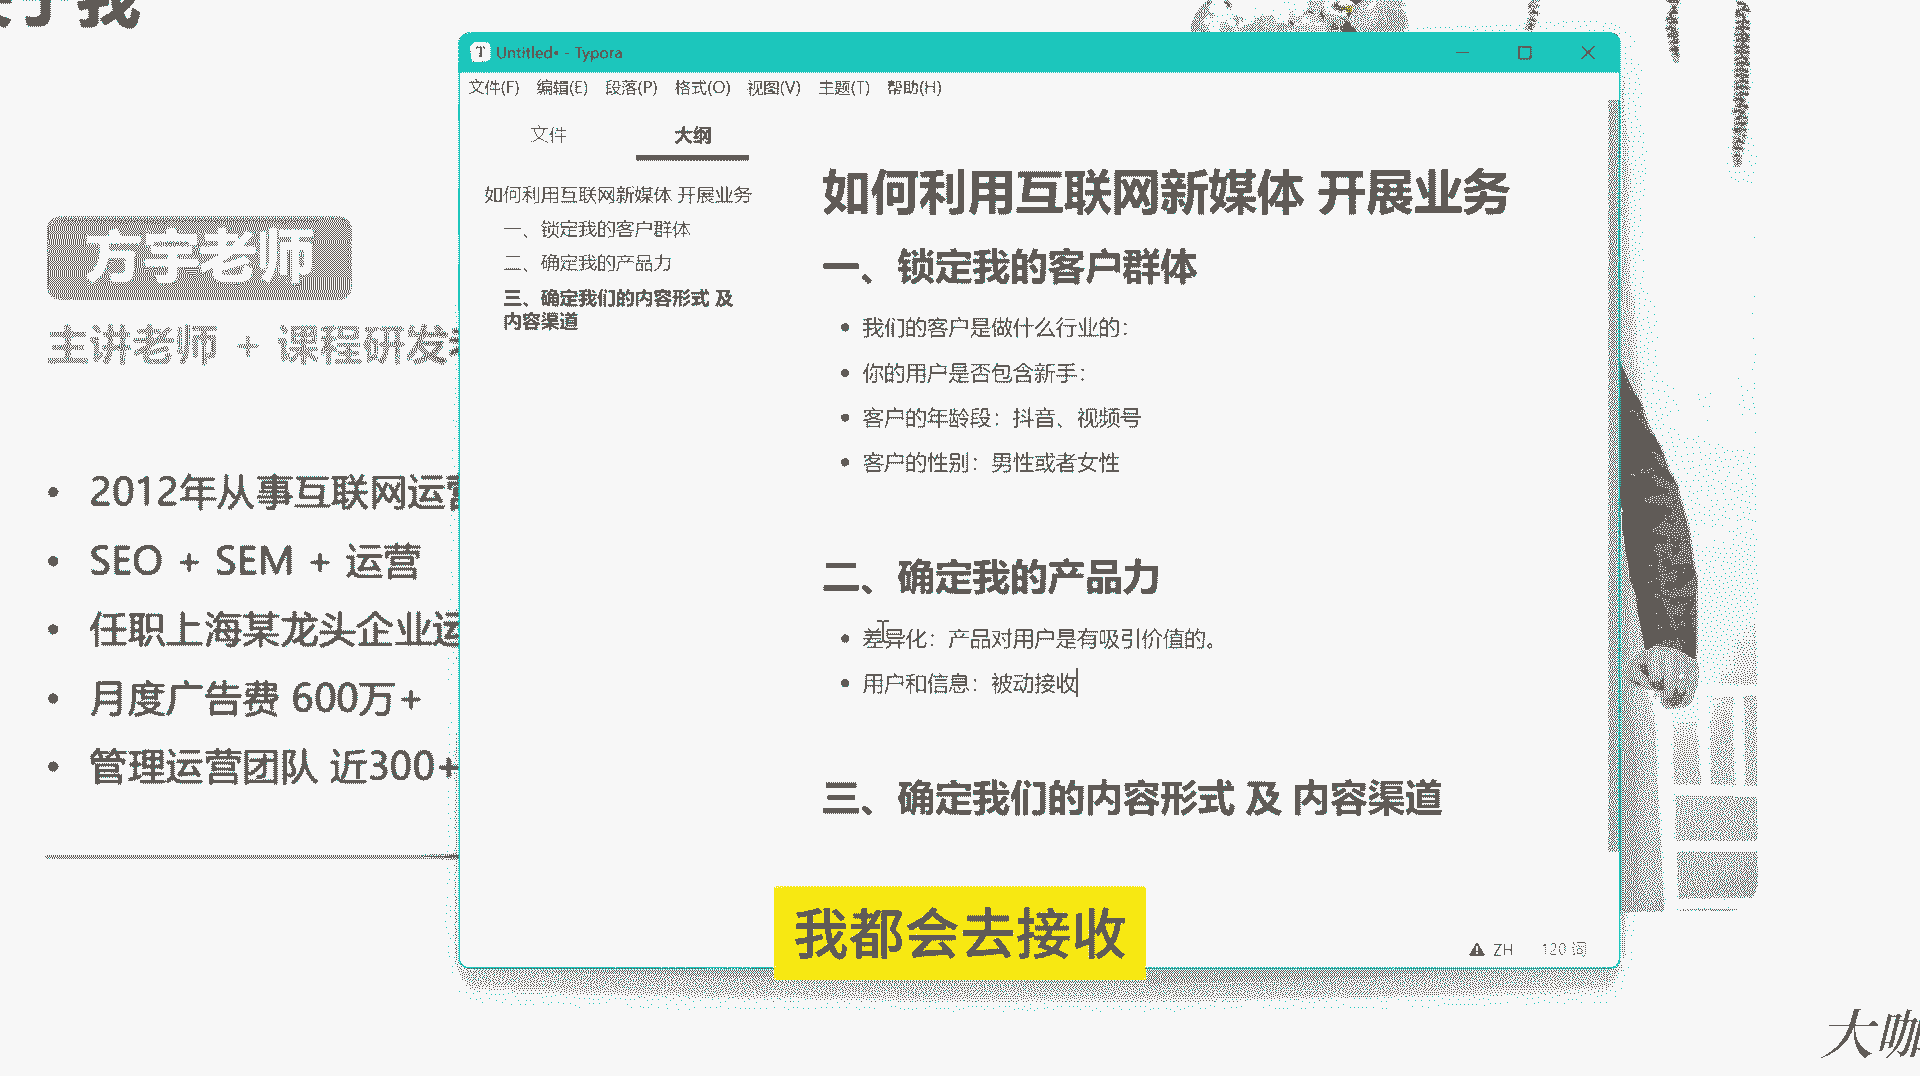 于我
方宇老师
主讲老师 + 课程研发
2012年从事互联网运营
SEO + SEM + 运营
任职上海某龙头企业运
月度广告费 600万+
管理运营团队 近300+
Untitled• - Typora
文件(F) 编辑(E) 段落(P) 格式(O) 视图(V) 主题(T) 帮助(H)
文件 大纲
如何利用互联网新媒体 开展业务
一、锁定我的客户群体
二、确定我的产品力
三、确定我们的内容形式 及
内容渠道
如何利用互联网新媒体 开展业务
一、锁定我的客户群体
我们的客户是做什么行业的：
你的用户是否包含新手：
客户的年龄段：抖音、视频号
客户的性别：男性或者女性
二、确定我的产品力
差异化：产品对用户是有吸引价值的。
用户和信息：被动接收
三、确定我们的内容形式 及 内容渠道
我都会去接收
ZH 120 词
大咖